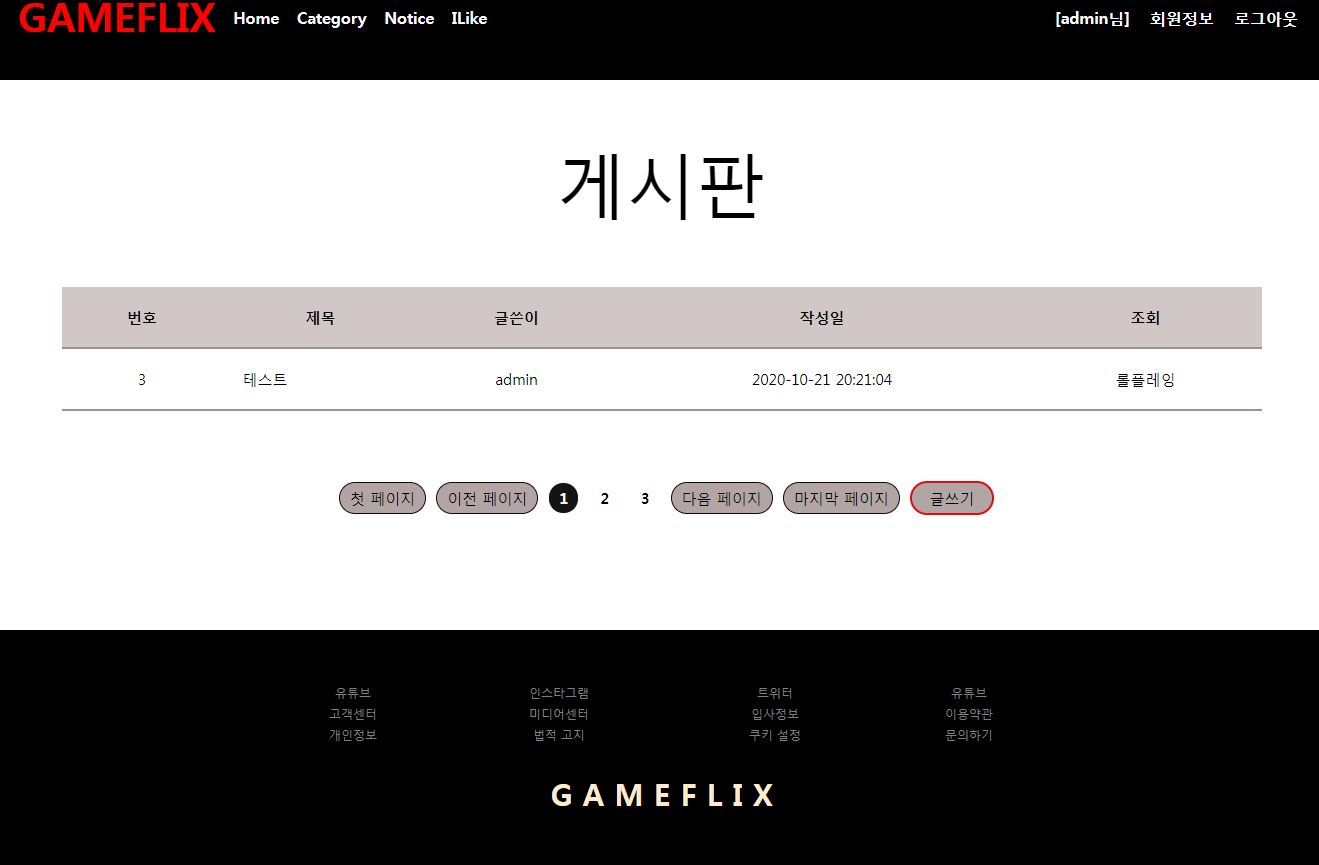 GAMEFLIX Home Category Notice ILike [admin님] 회원정보 로그아웃
게시판
번호 제목 글쓴이 작성일 조회
3 테스트 admin 2020-10-21 20:21:04 롤플레잉
첫 페이지 이전 페이지 1 2 3 다음 페이지 마지막 페이지 글쓰기
유튜브 인스타그램 트위터 유튜브
고객센터 미디어센터 입사정보 이용약관
개인정보 법적 고지 쿠키 설정 문의하기
GAMEFLIX